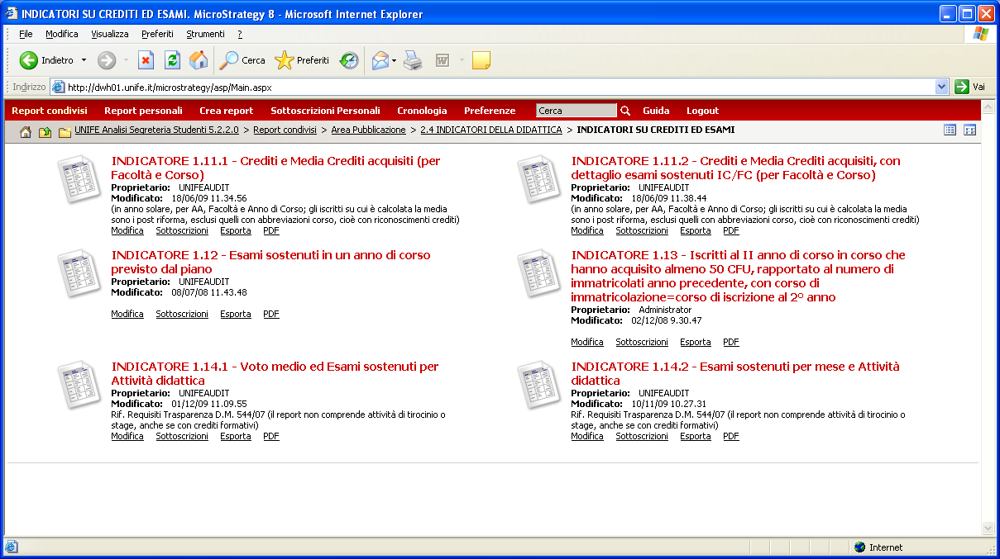 INDICATORI SU CREDITI ED ESAMI. MicroStrategy 8 - Microsoft Internet Explorer
File Modifica Visualizza Preferiti Strumenti ?
Indietro Cerca Preferiti
Indirizzo http://dwh01.unife.it/microstrategy/asp/Main.aspx Vai
Report condivisi Report personali Crea report Sottoscrizioni Personali Cronologia Preferenze Cerca Guida Logout
UNIFE Analisi Segreteria Studenti 5.2.2.0 > Report condivisi > Area Pubblicazione > 2.4 INDICATORI DELLA DIDATTICA > INDICATORI SU CREDITI ED ESAMI
INDICATORE 1.11.1 - Crediti e Media Crediti acquisiti (per
Facoltà e Corso)
Proprietario: UNIFEAUDIT
Modificato: 18/06/09 11.34.56
(in anno solare, per AA, Facoltà e Anno di Corso; gli iscritti su cui è calcolata la media
sono i post riforma, esclusi quelli con abbreviazioni corso, cioè con riconoscimenti crediti)
Modifica Sottoscrizioni Esporta PDF
INDICATORE 1.11.2 - Crediti e Media Crediti acquisiti, con
dettaglio esami sostenuti IC/FC (per Facoltà e Corso)
Proprietario: UNIFEAUDIT
Modificato: 18/06/09 11.38.44
(in anno solare, per AA, Facoltà e Anno di Corso; gli iscritti su cui è calcolata la media
sono i post riforma, esclusi quelli con abbreviazioni corso, cioè con riconoscimenti crediti)
Modifica Sottoscrizioni Esporta PDF
INDICATORE 1.12 - Esami sostenuti in un anno di corso
previsto dal piano
Proprietario: UNIFEAUDIT
Modificato: 08/07/08 11.43.48
Modifica Sottoscrizioni Esporta PDF
INDICATORE 1.13 - Iscritti al II anno di corso in corso che
hanno acquisito almeno 50 CFU, rapportato al numero di
immatricolati anno precedente, con corso di
immatricolazione=corso di iscrizione al 2° anno
Proprietario: Administrator
Modificato: 02/12/08 9.30.47
Modifica Sottoscrizioni Esporta PDF
INDICATORE 1.14.1 - Voto medio ed Esami sostenuti per
Attività didattica
Proprietario: UNIFEAUDIT
Modificato: 01/12/09 11.09.55
Rif. Requisiti Trasparenza D.M. 544/07 (il report non comprende attività di tirocinio o
stage, anche se con crediti formativi)
Modifica Sottoscrizioni Esporta PDF
INDICATORE 1.14.2 - Esami sostenuti per mese e Attività
didattica
Proprietario: UNIFEAUDIT
Modificato: 10/11/09 10.27.31
Rif. Requisiti Trasparenza D.M. 544/07 (il report non comprende attività di tirocinio o
stage, anche se con crediti formativi)
Modifica Sottoscrizioni Esporta PDF
Internet